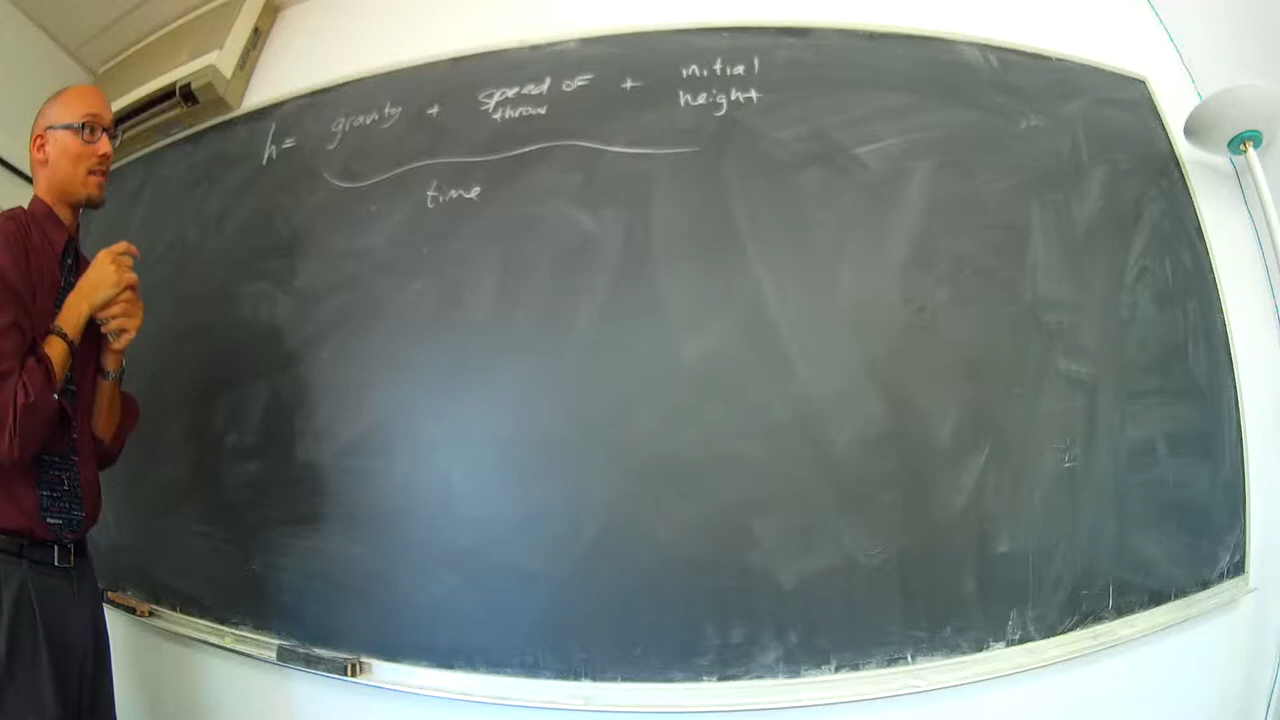 h= gravity + speed of + initial
throw height
time